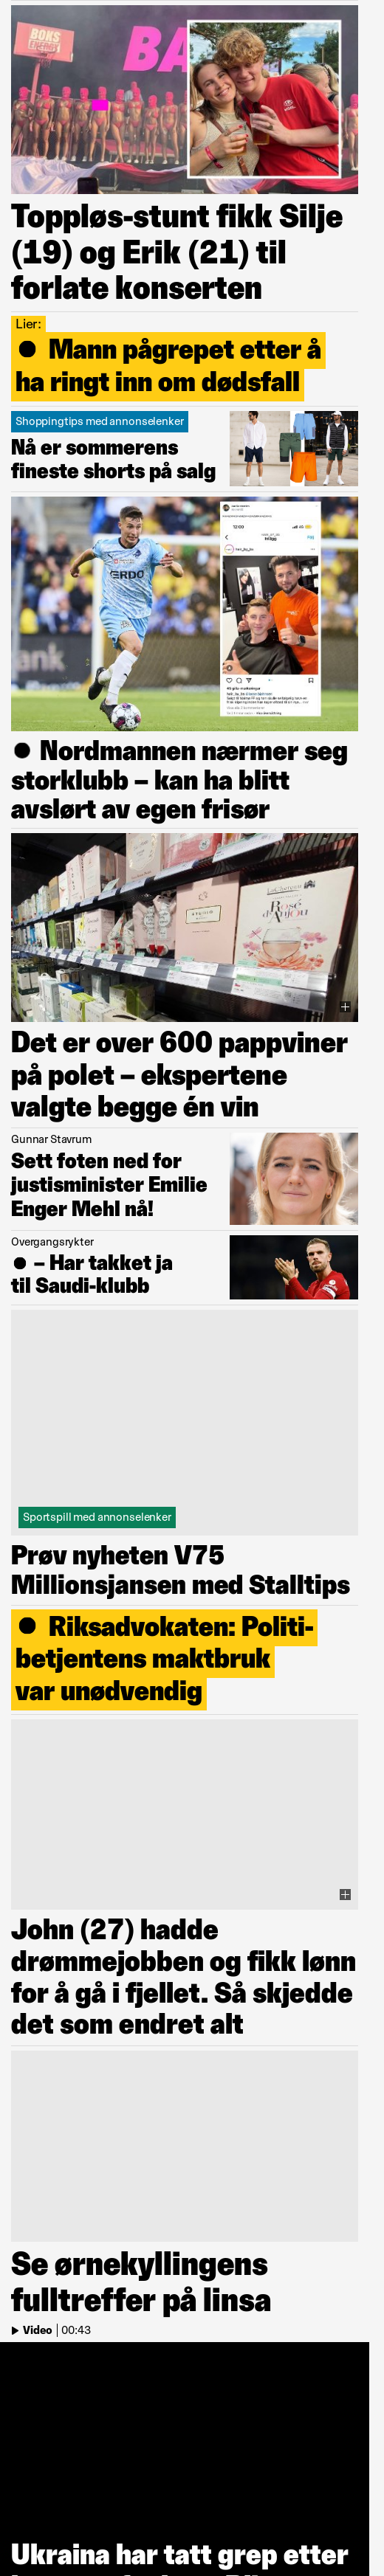 BOKS
BA
Toppløs-stunt fikk Silje
(19) og Erik (21) til
forlate konserten
Lier:
● Mann pågrepet etter å
ha ringt inn om dødsfall
Shoppingtips med annonselenker
Nå er sommerens
fineste shorts på salg
● Nordmannen nærmer seg
storklubb – kan ha blitt
avslørt av egen frisør
Rosé
d'Anjou
Det er over 600 pappviner
på polet – ekspertene
valgte begge én vin
Gunnar Stavrum
Sett foten ned for
justisminister Emilie
Enger Mehl nå!
Overgangsrykter
● – Har takket ja
til Saudi-klubb
Sportspill med annonselenker
Prøv nyheten V75
Millionsjansen med Stalltips
● Riksadvokaten: Politi-
betjentens maktbruk
var unødvendig
John (27) hadde
drømmejobben og fikk lønn
for å gå i fjellet. Så skjedde
det som endret alt
Se ørnekyllingens
fulltreffer på linsa
Video | 00:43
Ukraina har tatt grep etter